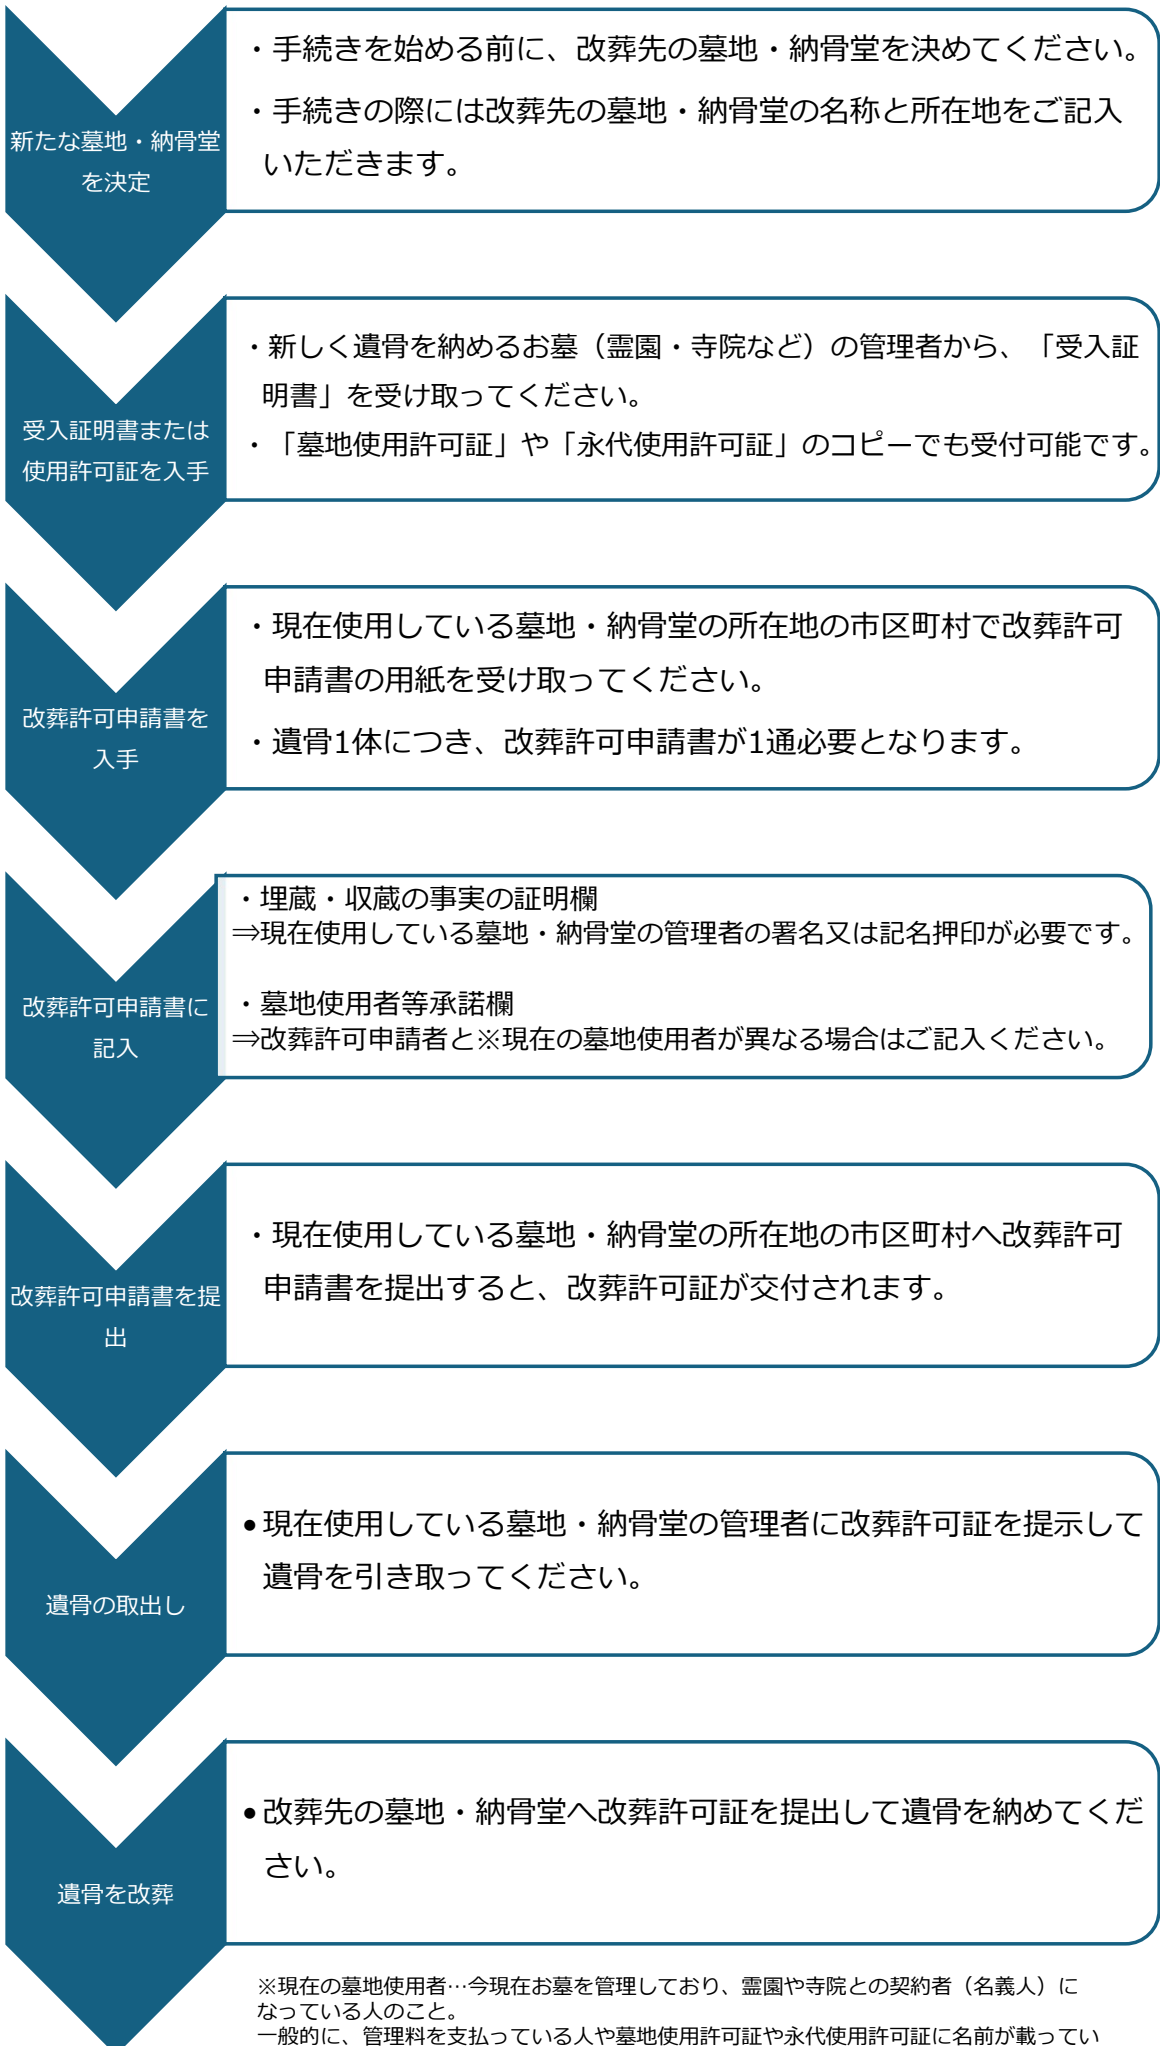 新たな墓地・納骨堂
を決定
・手続きを始める前に、改葬先の墓地・納骨堂を決めてください。
・手続きの際には改葬先の墓地・納骨堂の名称と所在地をご記入
いただきます。
受入証明書または
使用許可証を入手
・新しく遺骨を納めるお墓（霊園・寺院など）の管理者から、「受入証
明書」を受け取ってください。
・「墓地使用許可証」や「永代使用許可証」のコピーでも受付可能です。
改葬許可申請書を
入手
・現在使用している墓地・納骨堂の所在地の市区町村で改葬許可
申請書の用紙を受け取ってください。
・遺骨1体につき、改葬許可申請書が1通必要となります。
改葬許可申請書に
記入
・埋蔵・収蔵の事実の証明欄
⇒現在使用している墓地・納骨堂の管理者の署名又は記名押印が必要です。
・墓地使用者等承諾欄
⇒改葬許可申請者と※現在の墓地使用者が異なる場合はご記入ください。
改葬許可申請書を提
出
・現在使用している墓地・納骨堂の所在地の市区町村へ改葬許可
申請書を提出すると、改葬許可証が交付されます。
遺骨の取出し
•現在使用している墓地・納骨堂の管理者に改葬許可証を提示して
遺骨を引き取ってください。
遺骨を改葬
•改葬先の墓地・納骨堂へ改葬許可証を提出して遺骨を納めてくだ
さい。
※現在の墓地使用者…今現在お墓を管理しており、霊園や寺院との契約者（名義人）に
なっている人のこと。
一般的に、管理料を支払っている人や墓地使用許可証や永代使用許可証に名前が載ってい